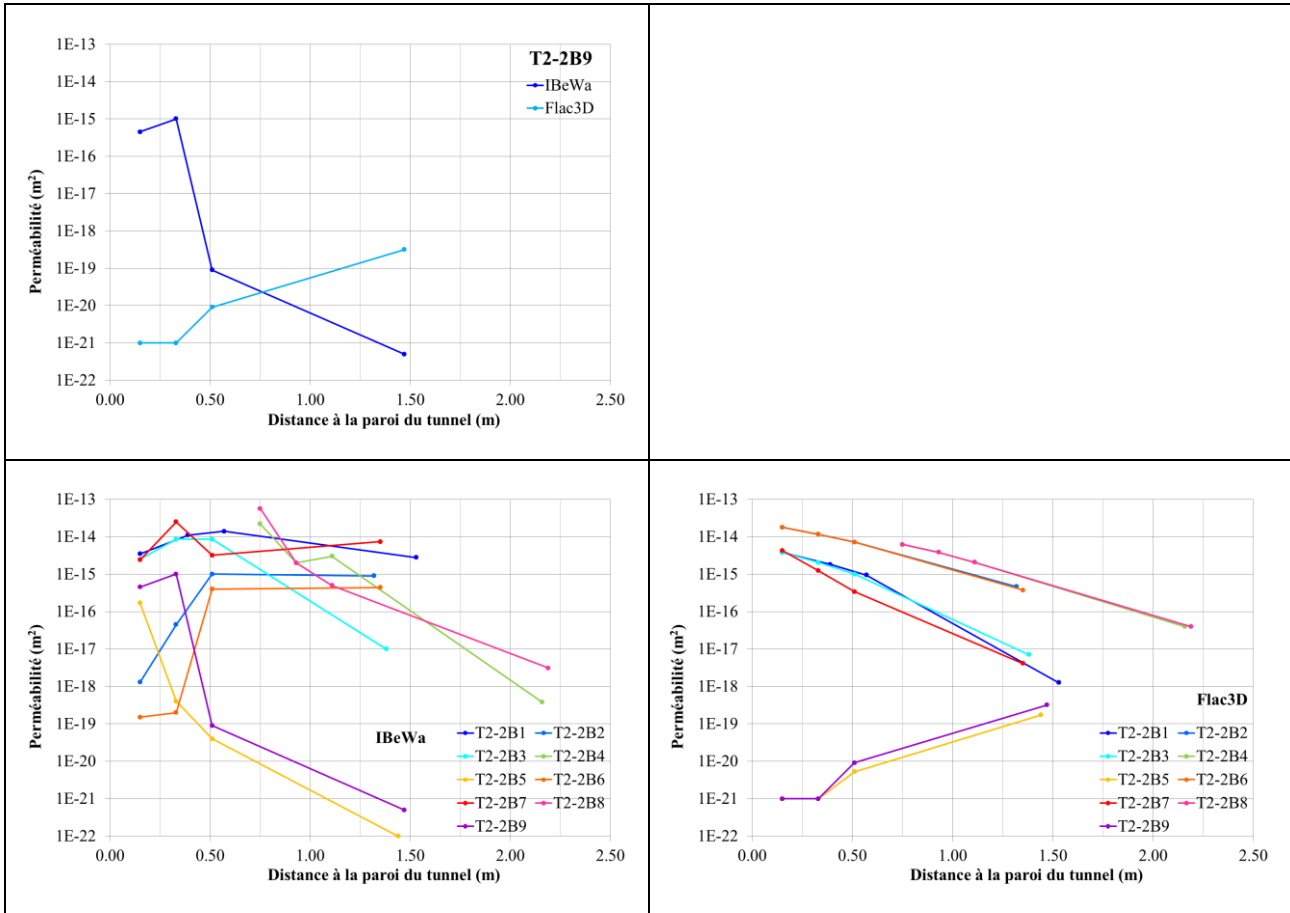 T2-2B9
IBeWa
Flac3D
1E-13
1E-14
1E-15
1E-16
1E-17
1E-18
1E-19
1E-20
1E-21
1E-22
Perméabilité (m²)
0.00 0.50 1.00 1.50 2.00 2.50
Distance à la paroi du tunnel (m)
1E-13
1E-14
1E-15
1E-16
1E-17
1E-18
1E-19
1E-20
1E-21
1E-22
Perméabilité (m²)
IBeWa
T2-2B1 T2-2B2
T2-2B3 T2-2B4
T2-2B5 T2-2B6
T2-2B7 T2-2B8
T2-2B9
0.00 0.50 1.00 1.50 2.00 2.50
Distance à la paroi du tunnel (m)
1E-13
1E-14
1E-15
1E-16
1E-17
1E-18
1E-19
1E-20
1E-21
1E-22
Perméabilité (m²)
Flac3D
T2-2B1 T2-2B2
T2-2B3 T2-2B4
T2-2B5 T2-2B6
T2-2B7 T2-2B8
T2-2B9
0.00 0.50 1.00 1.50 2.00 2.50
Distance à la paroi du tunnel (m)